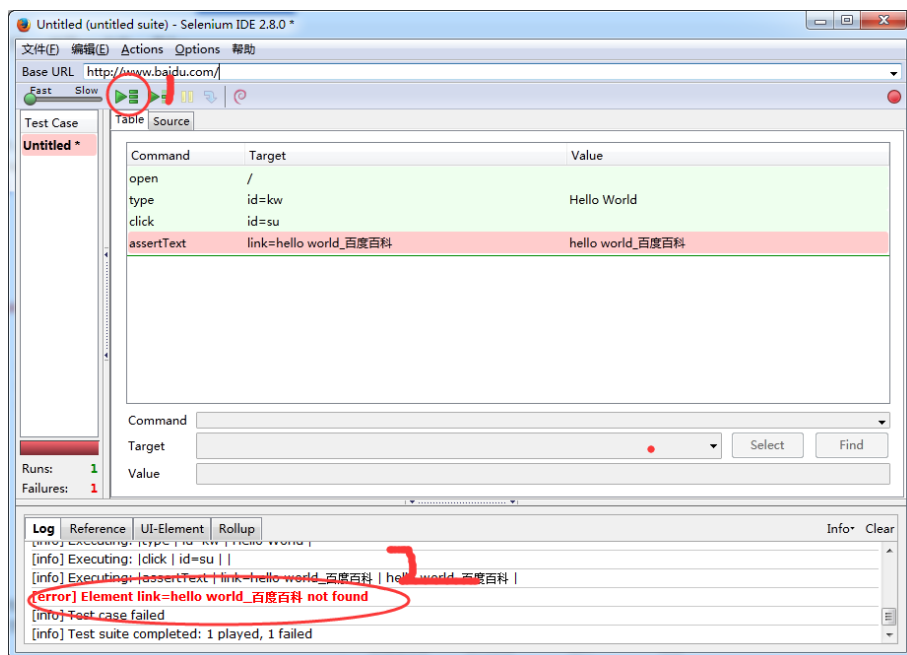 Untitled (untitled suite) - Selenium IDE 2.8.0 *
文件(F) 编辑(E) Actions Options 帮助
Base URL http://www.baidu.com/
Fast Slow
Test Case
Table Source
Untitled *
Command Target Value
open /
type id=kw Hello World
click id=su
assertText link=hello world_百度百科 hello world_百度百科
Command
Target Select Find
Value
Runs: 1
Failures: 1
Log Reference UI-Element Rollup Info Clear
[info] Executing: |type | id=kw | Hello World |
[info] Executing: |click | id=su | |
[info] Executing: |assertText | link=hello world_百度百科 | hello world_百度百科 |
[error] Element link=hello world_百度百科 not found
[info] Test case failed
[info] Test suite completed: 1 played, 1 failed